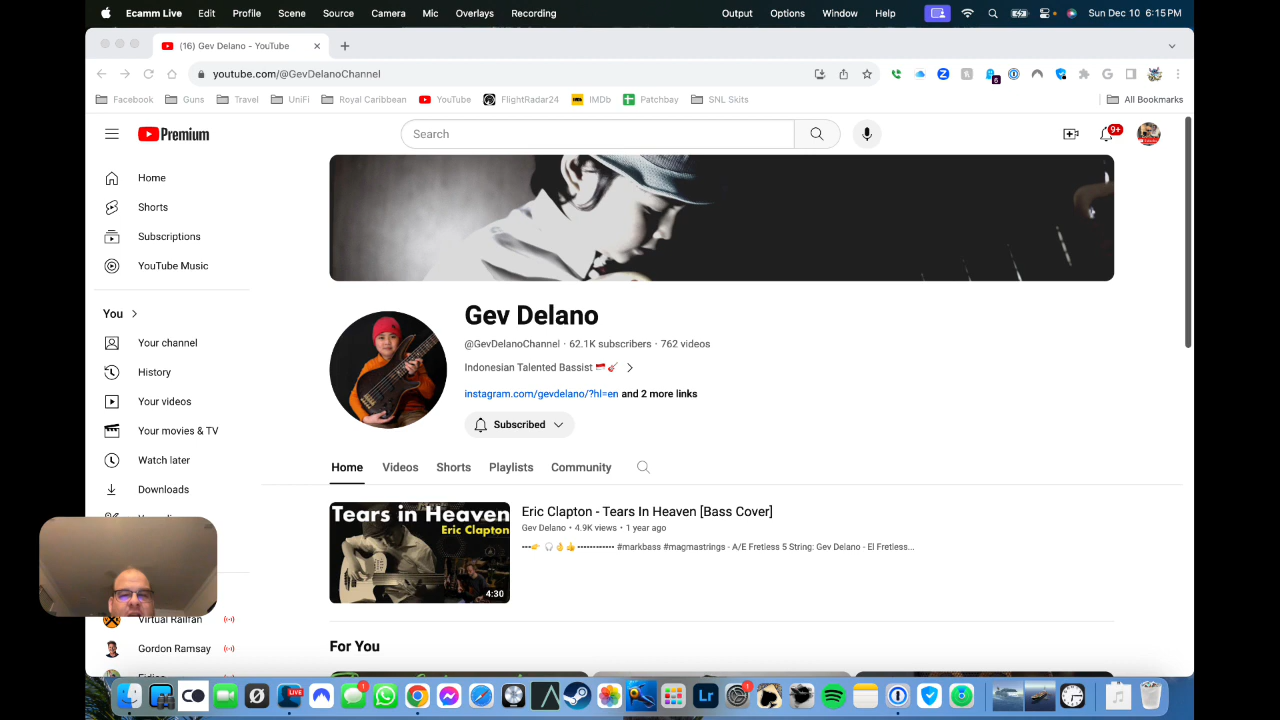 Ecamm Live Edit Profile Scene Source Camera Mic Overlays Recording Output Options Window Help Sun Dec 10 6:15 PM
(16) Gev Delano - YouTube
youtube.com/@GevDelanoChannel
6
Facebook Guns Travel UniFi Royal Caribbean YouTube FlightRadar24 IMDb Patchbay SNL Skits All Bookmarks
Premium
Search
9+
Home
Shorts
Subscriptions
YouTube Music
You
Your channel
History
Your videos
Your movies & TV
Watch later
Downloads
Virtual Railfan
Gordon Ramsay
Gev Delano
@GevDelanoChannel · 62.1K subscribers · 762 videos
Indonesian Talented Bassist 🇮🇩 🎸
instagram.com/gevdelano/?hl=en and 2 more links
Subscribed
Home Videos Shorts Playlists Community
Tears in Heaven
Eric Clapton
4:30
Eric Clapton - Tears In Heaven [Bass Cover]
Gev Delano • 4.9K views • 1 year ago
---👉 🎧👌👍------------ #markbass #magmastrings - A/E Fretless 5 String: Gev Delano - El Fretless...
For You
LIVE
1
Lr
1